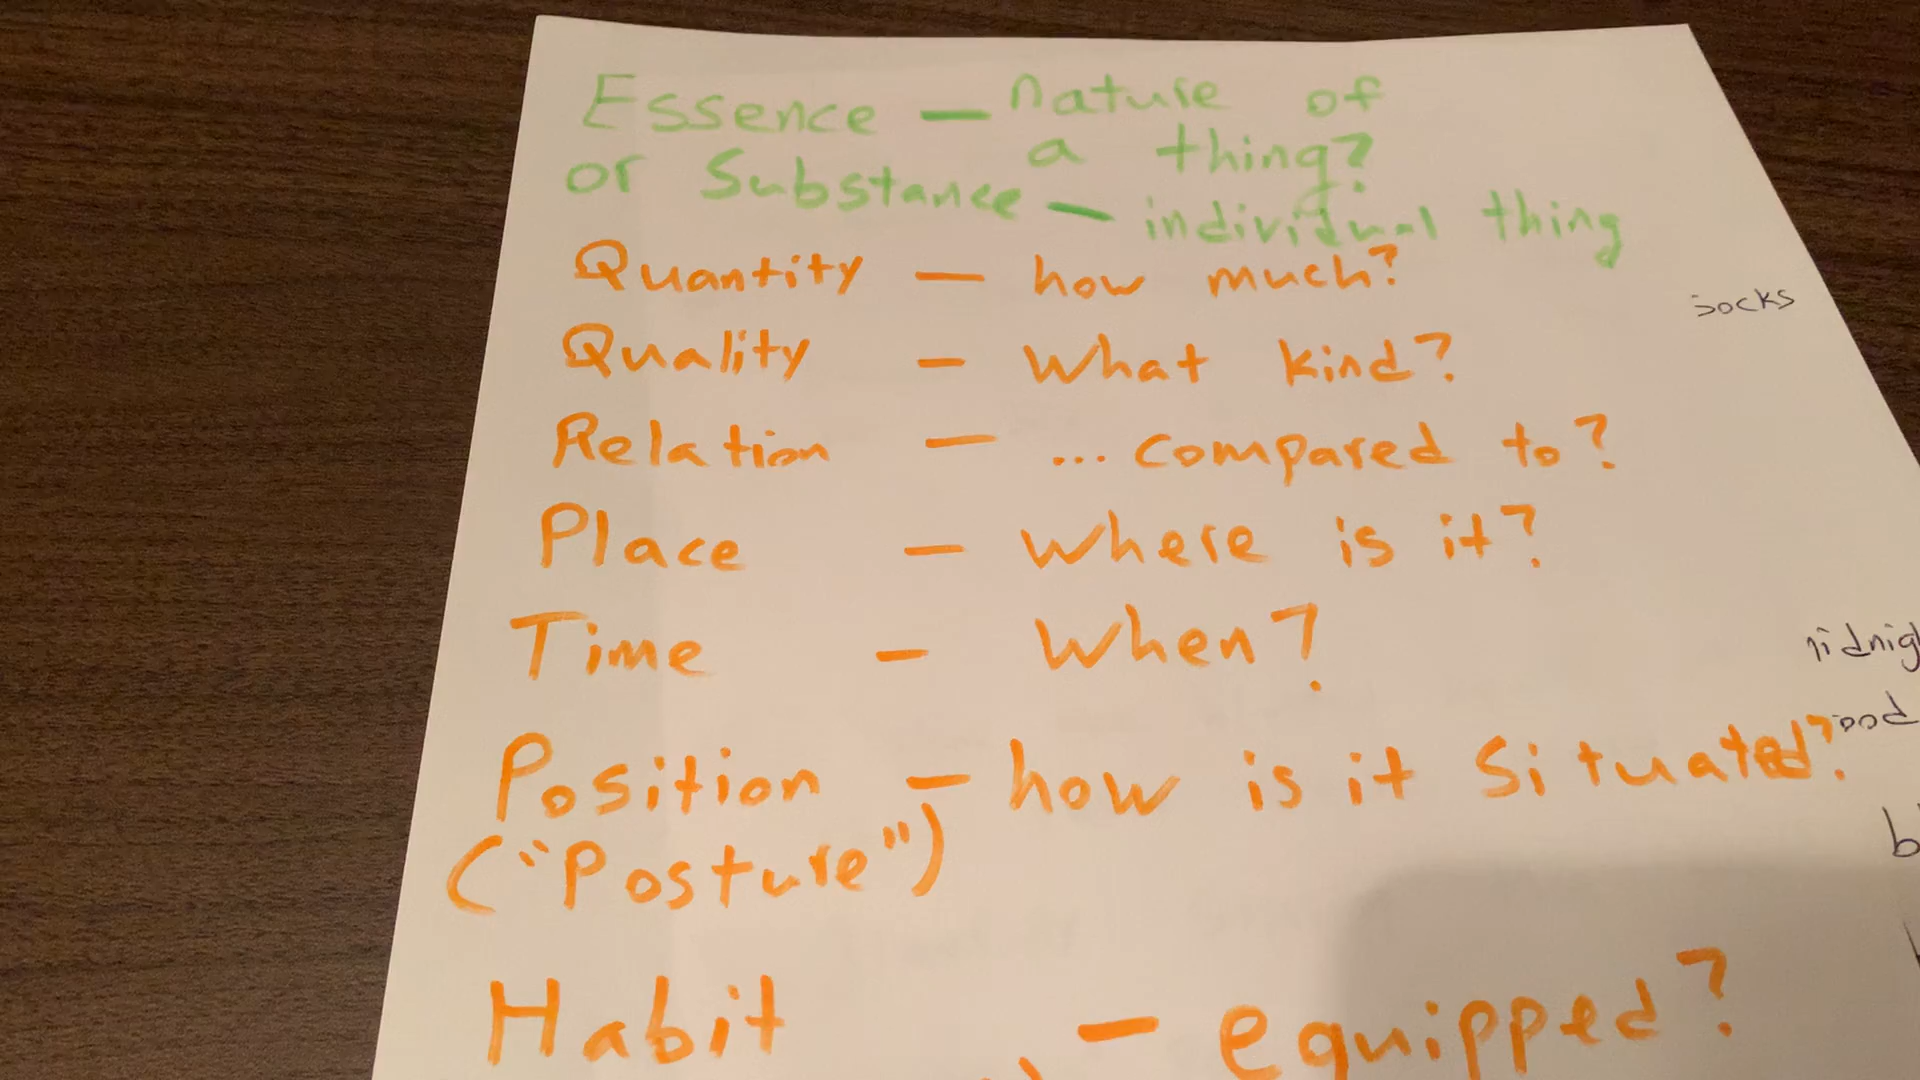 Essence — nature of
a thing?
or Substance — individual thing
Quantity — how much?
socks
Quality — What kind?
Relation — ... compared to?
Place — Where is it?
Time — When?
Position — how is it Situated?
("Posture")
Habit — equipped?